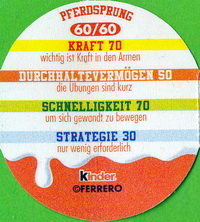 PFERDSPRUNG
60/60
KRAFT 70
wichtig ist Kraft in den Armen
DURCHHALTEVERMÖGEN 50
die Übungen sind kurz
SCHNELLIGKEIT 70
um sich gewandt zu bewegen
STRATEGIE 30
nur wenig erforderlich
kinder
©FERRERO